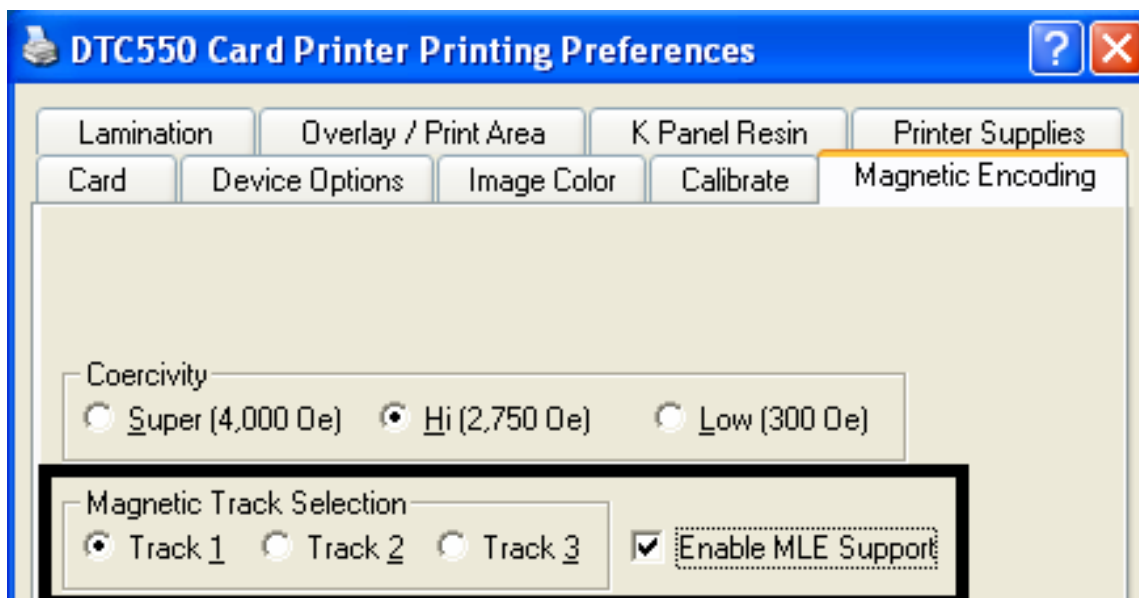 DTC550 Card Printer Printing Preferences
Lamination Overlay / Print Area K Panel Resin Printer Supplies
Card Device Options Image Color Calibrate Magnetic Encoding
Coercivity
Super (4,000 Oe) Hi (2,750 Oe) Low (300 Oe)
Magnetic Track Selection
Track 1 Track 2 Track 3 Enable MLE Support